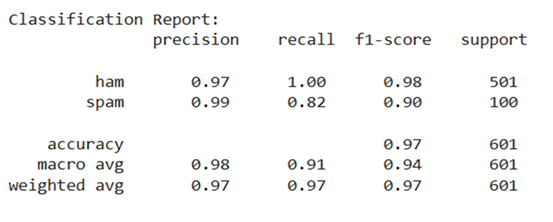 Classification Report:
precision recall f1-score support
ham 0.97 1.00 0.98 501
spam 0.99 0.82 0.90 100
accuracy 0.97 601
macro avg 0.98 0.91 0.94 601
weighted avg 0.97 0.97 0.97 601